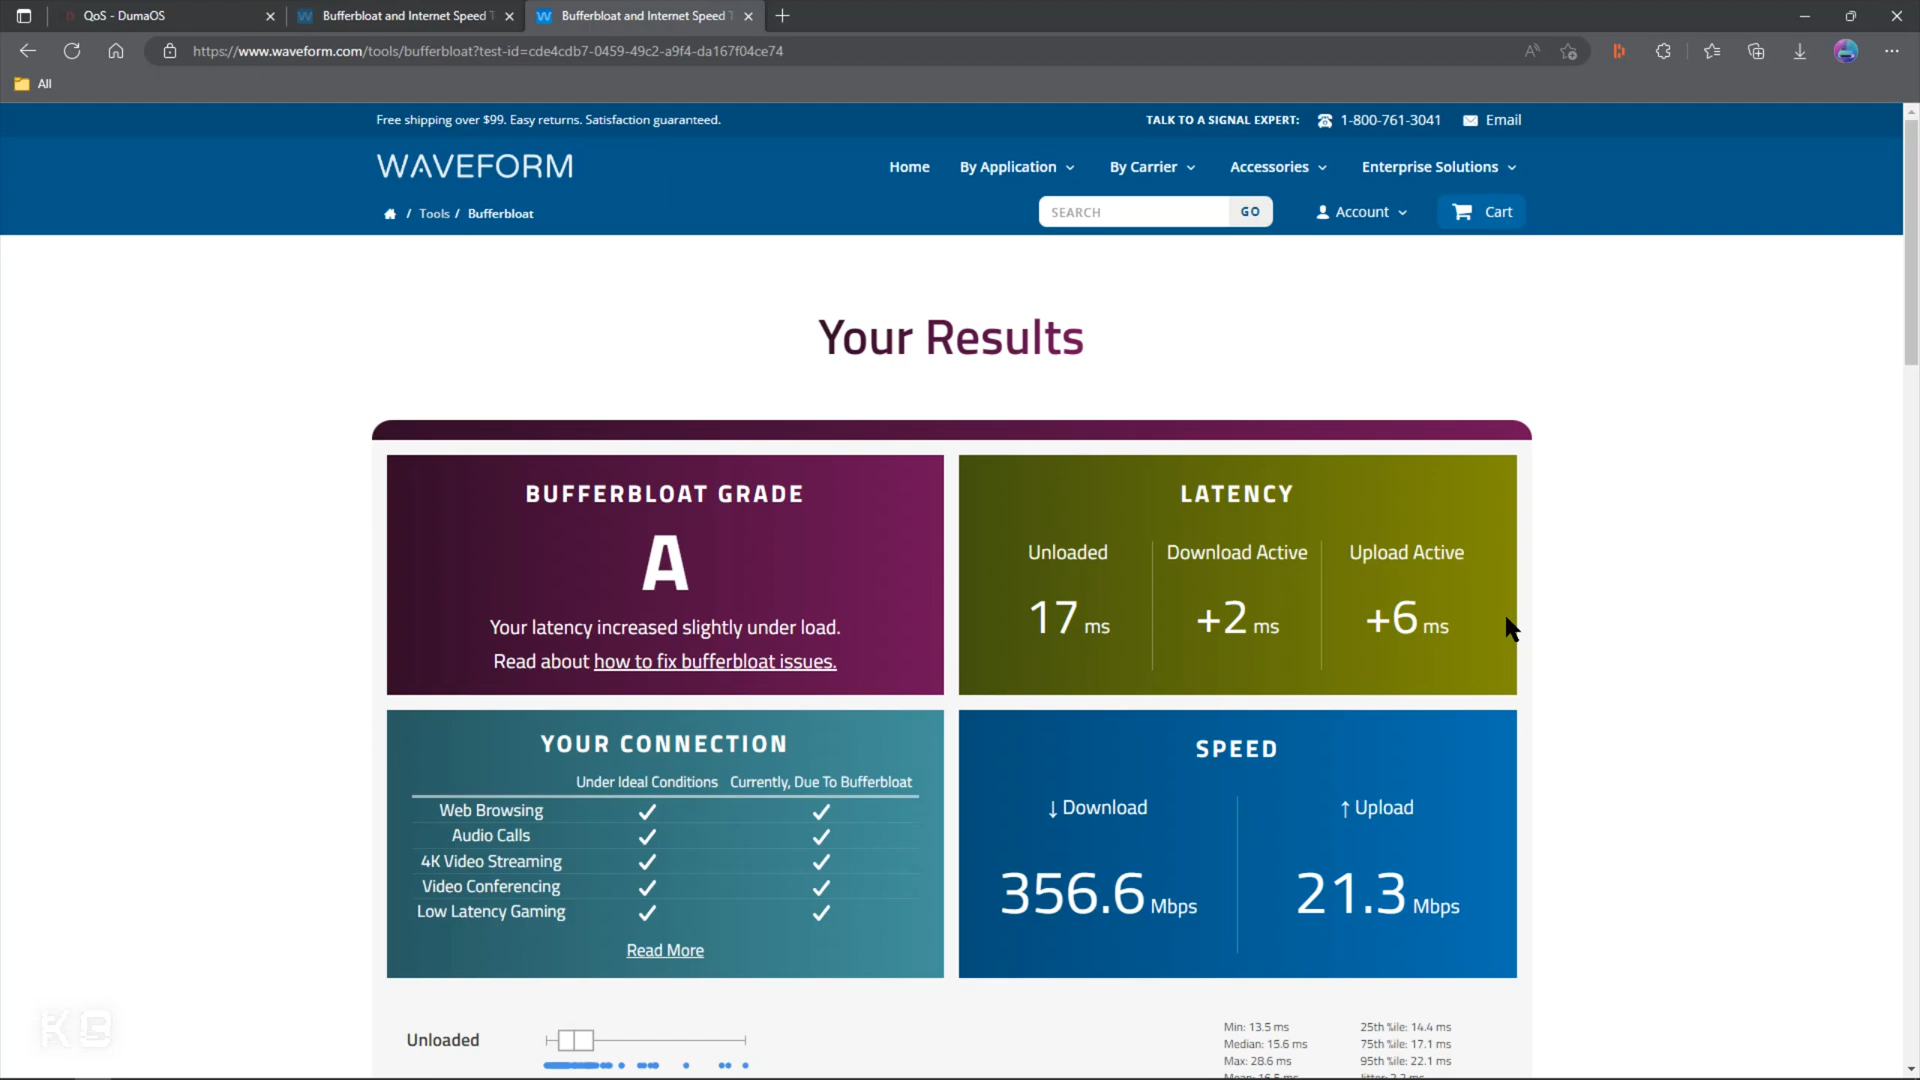 QoS - DumaOS
Bufferbloat and Internet Speed T
Bufferbloat and Internet Speed T
https://www.waveform.com/tools/bufferbloat?test-id=cde4cdb7-0459-49c2-a9f4-da167f04ce74
All
Free shipping over $99. Easy returns. Satisfaction guaranteed.
TALK TO A SIGNAL EXPERT: 1-800-761-3041 Email
WAVEFORM
Home By Application By Carrier Accessories Enterprise Solutions
/ Tools / Bufferbloat
SEARCH GO Account Cart
Your Results
BUFFERBLOAT GRADE
A
Your latency increased slightly under load.
Read about how to fix bufferbloat issues.
LATENCY
Unloaded Download Active Upload Active
17 ms +2 ms +6 ms
YOUR CONNECTION
Under Ideal Conditions Currently, Due To Bufferbloat
Web Browsing ✓ ✓
Audio Calls ✓ ✓
4K Video Streaming ✓ ✓
Video Conferencing ✓ ✓
Low Latency Gaming ✓ ✓
Read More
SPEED
↓ Download ↑ Upload
356.6 Mbps 21.3 Mbps
Unloaded
Min: 13.5 ms 25th %ile: 14.4 ms
Median: 15.6 ms 75th %ile: 17.1 ms
Max: 28.6 ms 95th %ile: 22.1 ms
KB